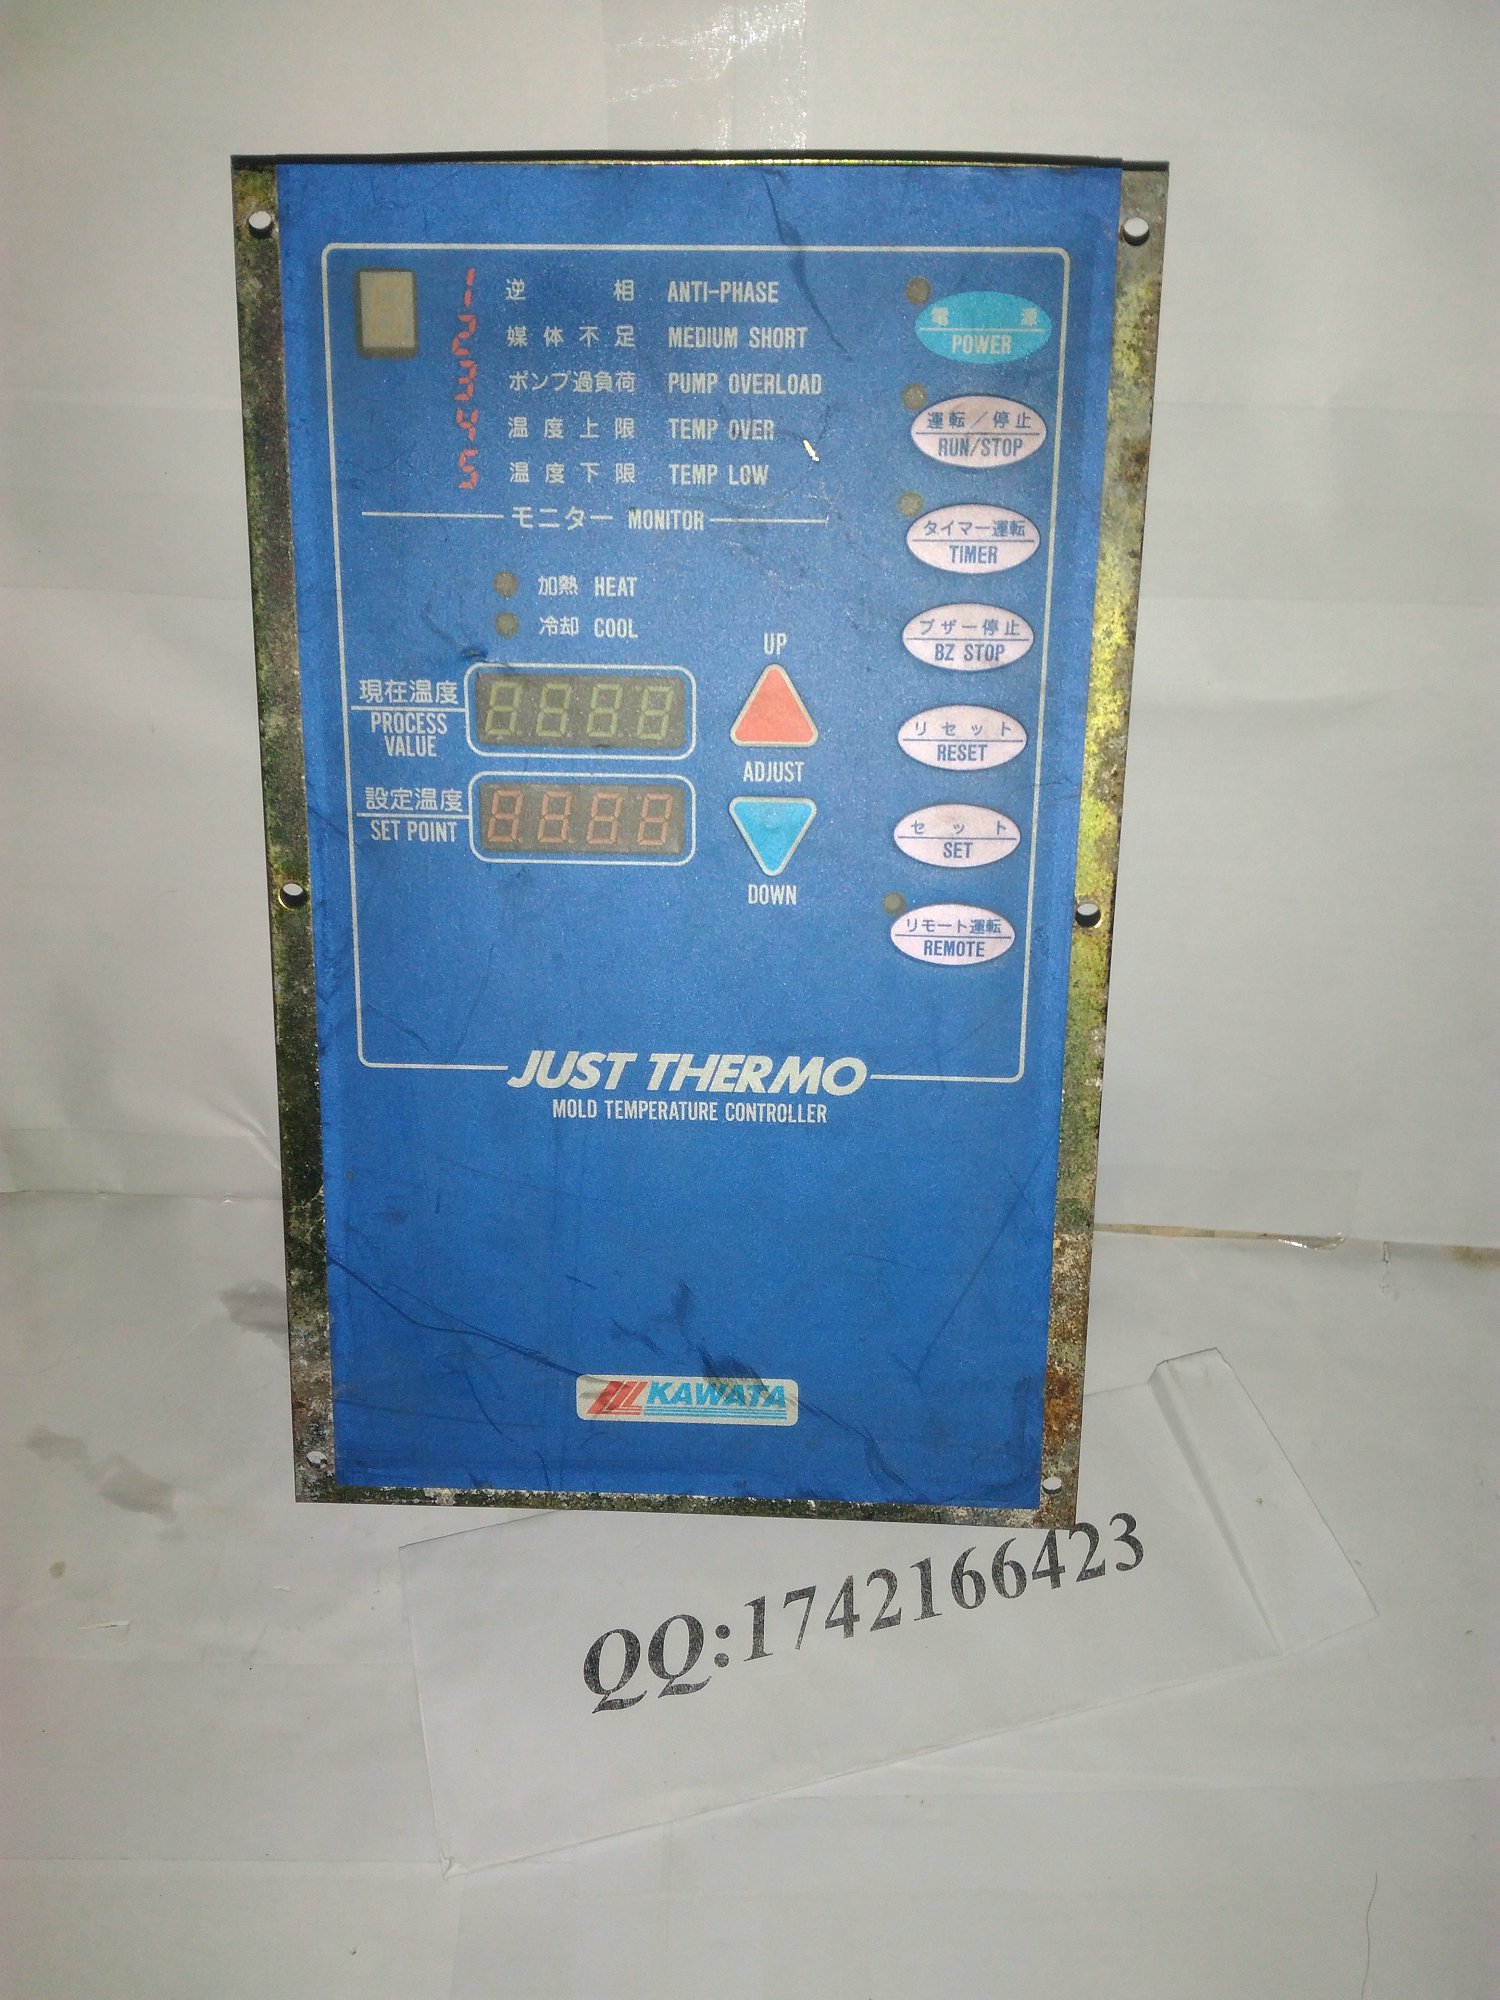 1 逆相 ANTI-PHASE
2 媒体不足 MEDIUM SHORT
3 ポンプ過負荷 PUMP OVERLOAD
4 温度上限 TEMP OVER
5 温度下限 TEMP LOW
モニター MONITOR
加熱 HEAT
冷却 COOL
現在温度
PROCESS
VALUE
設定温度
SET POINT
UP
ADJUST
DOWN
電源
POWER
運転／停止
RUN/STOP
タイマー運転
TIMER
ブザー停止
BZ STOP
リセット
RESET
セット
SET
リモート運転
REMOTE
JUST THERMO
MOLD TEMPERATURE CONTROLLER
KAWATA
QQ:1742166423